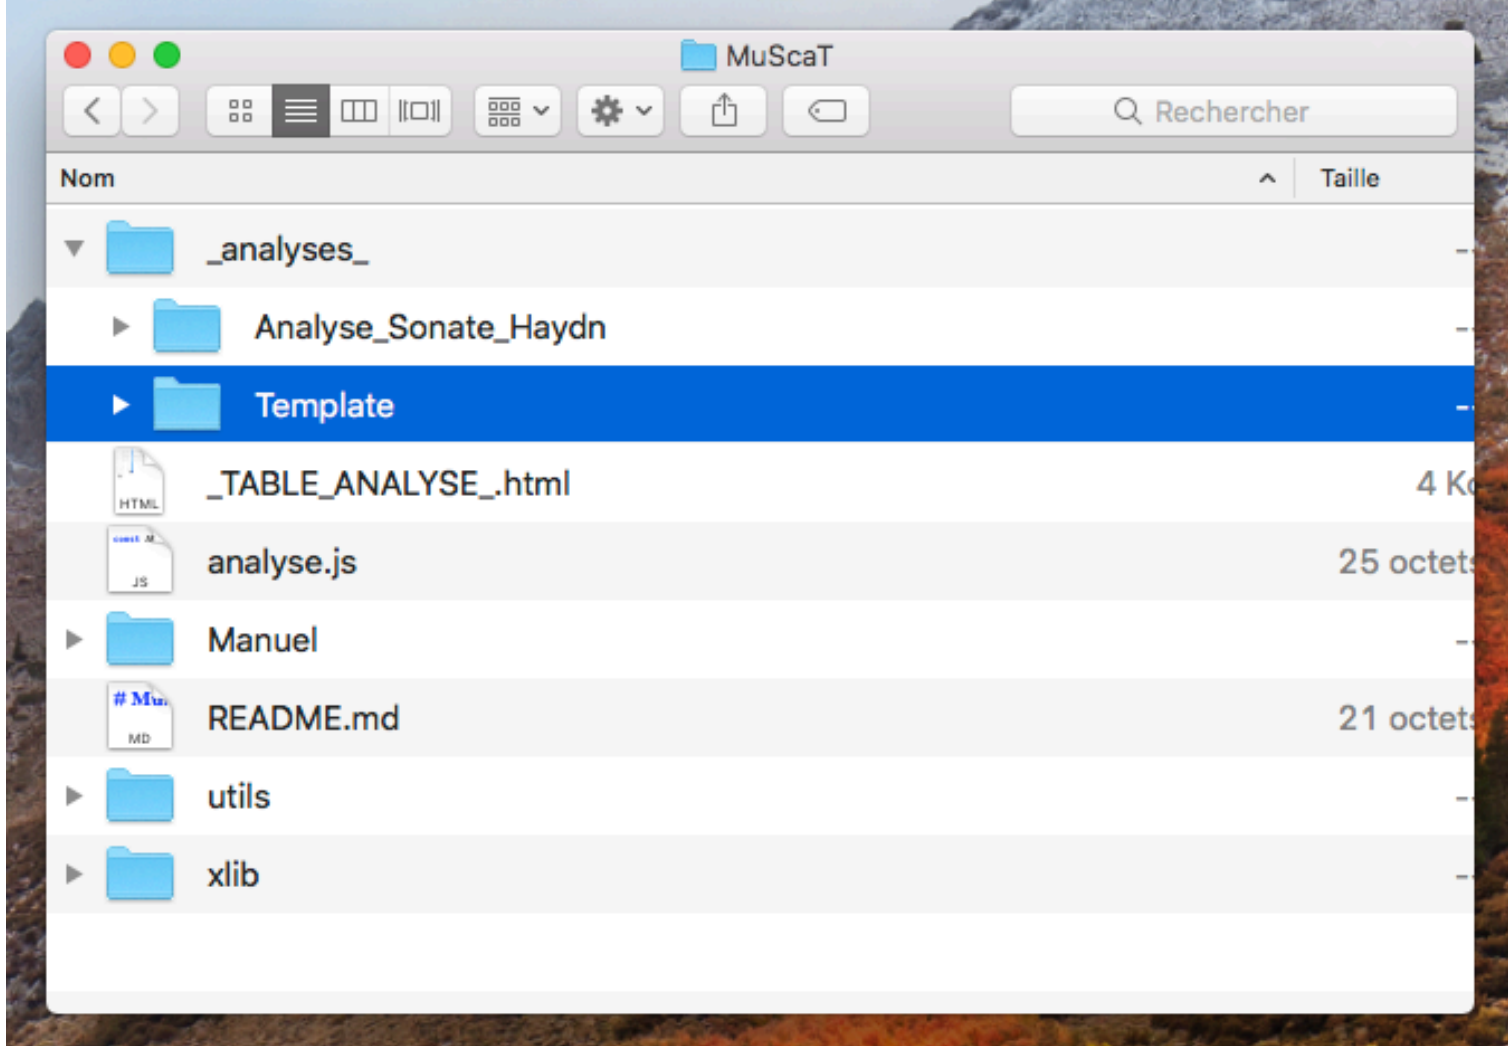 MuScaT
Rechercher
Nom Taille
_analyses_ --
Analyse_Sonate_Haydn --
Template --
_TABLE_ANALYSE_.html 4 Ko
HTML
const A
analyse.js 25 octets
JS
Manuel --
# Mu
README.md 21 octets
MD
utils --
xlib --